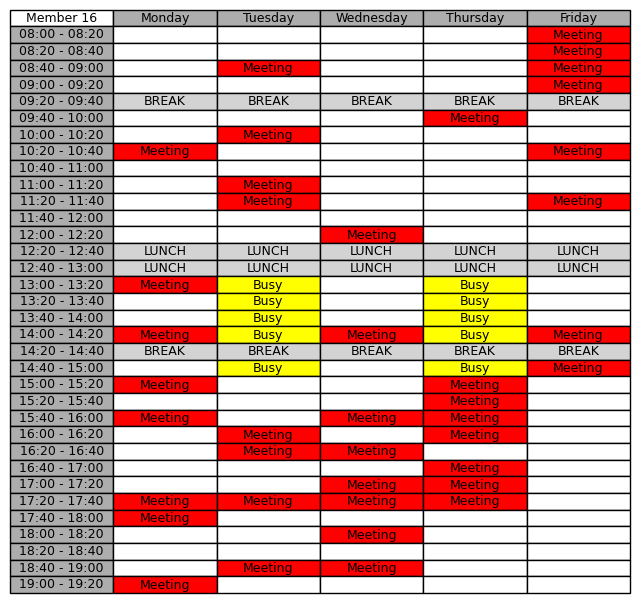 Member 16 Monday Tuesday Wednesday Thursday Friday
08:00 - 08:20 Meeting
08:20 - 08:40 Meeting
08:40 - 09:00 Meeting Meeting
09:00 - 09:20 Meeting
09:20 - 09:40 BREAK BREAK BREAK BREAK BREAK
09:40 - 10:00 Meeting
10:00 - 10:20 Meeting
10:20 - 10:40 Meeting Meeting
10:40 - 11:00
11:00 - 11:20 Meeting
11:20 - 11:40 Meeting Meeting
11:40 - 12:00
12:00 - 12:20 Meeting
12:20 - 12:40 LUNCH LUNCH LUNCH LUNCH LUNCH
12:40 - 13:00 LUNCH LUNCH LUNCH LUNCH LUNCH
13:00 - 13:20 Meeting Busy Busy
13:20 - 13:40 Busy Busy
13:40 - 14:00 Busy Busy
14:00 - 14:20 Meeting Busy Meeting Busy Meeting
14:20 - 14:40 BREAK BREAK BREAK BREAK BREAK
14:40 - 15:00 Busy Busy Meeting
15:00 - 15:20 Meeting Meeting
15:20 - 15:40 Meeting
15:40 - 16:00 Meeting Meeting Meeting
16:00 - 16:20 Meeting Meeting
16:20 - 16:40 Meeting Meeting
16:40 - 17:00 Meeting
17:00 - 17:20 Meeting Meeting
17:20 - 17:40 Meeting Meeting Meeting Meeting
17:40 - 18:00 Meeting
18:00 - 18:20 Meeting
18:20 - 18:40
18:40 - 19:00 Meeting Meeting
19:00 - 19:20 Meeting